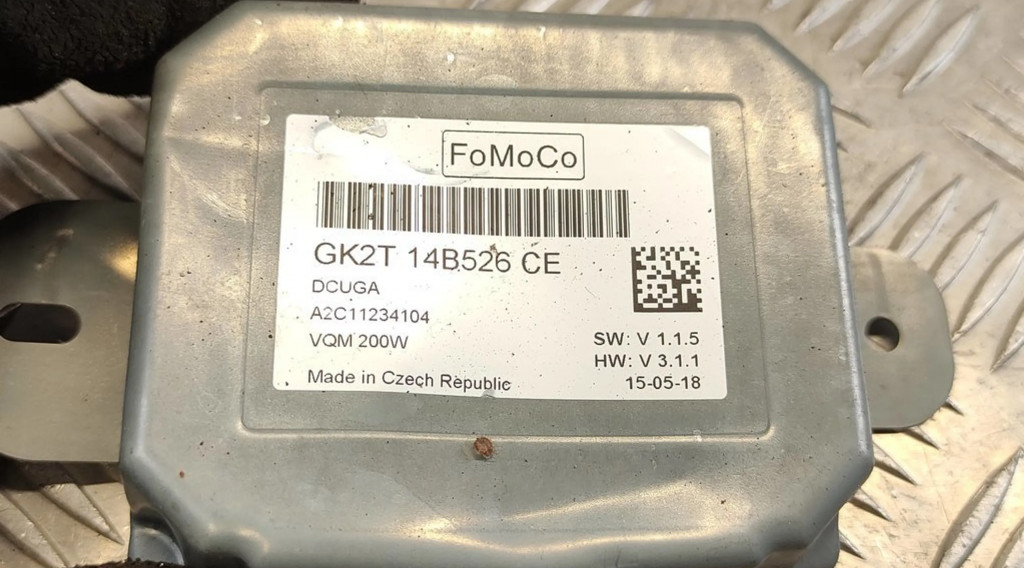 FoMoCo
GK2T 14B526 CE
DCUGA
A2C11234104
VQM 200W
SW: V 1.1.5
HW: V 3.1.1
Made in Czech Republic
15-05-18